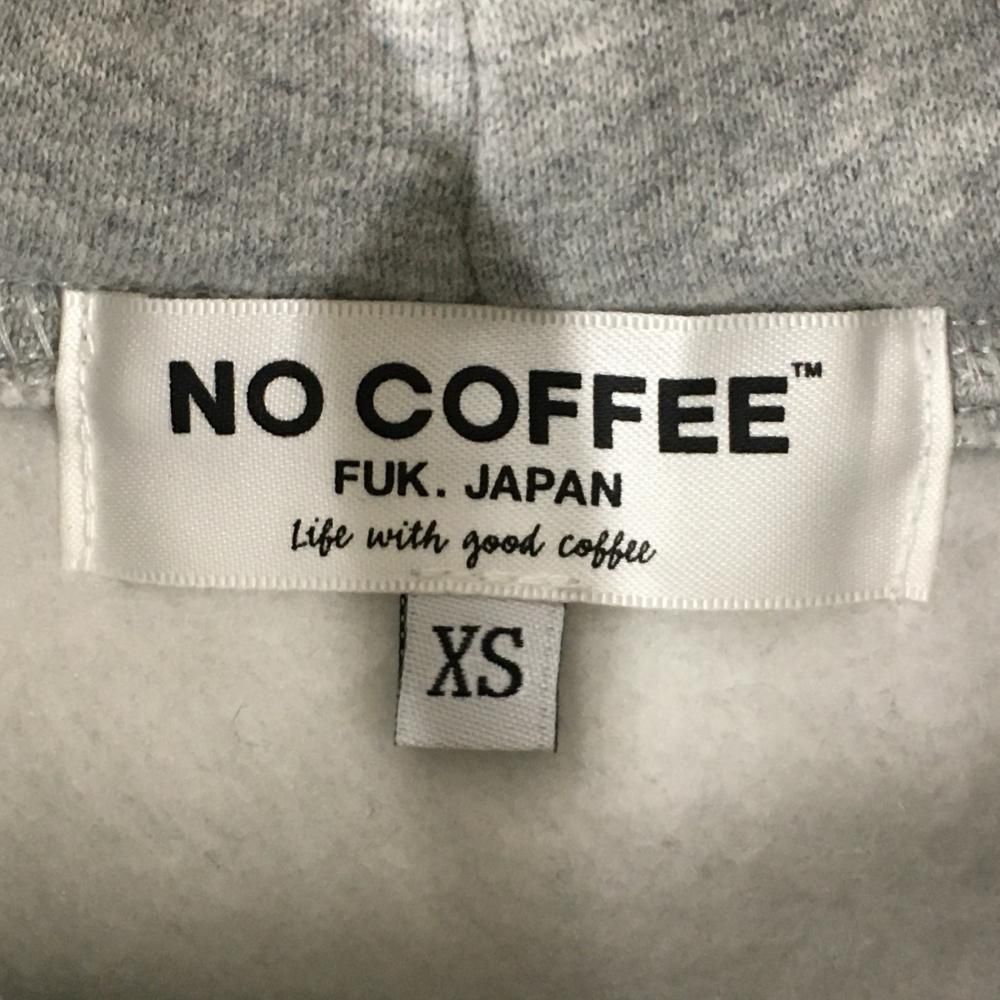 NO COFFEE™
FUK. JAPAN
Life with good coffee
XS